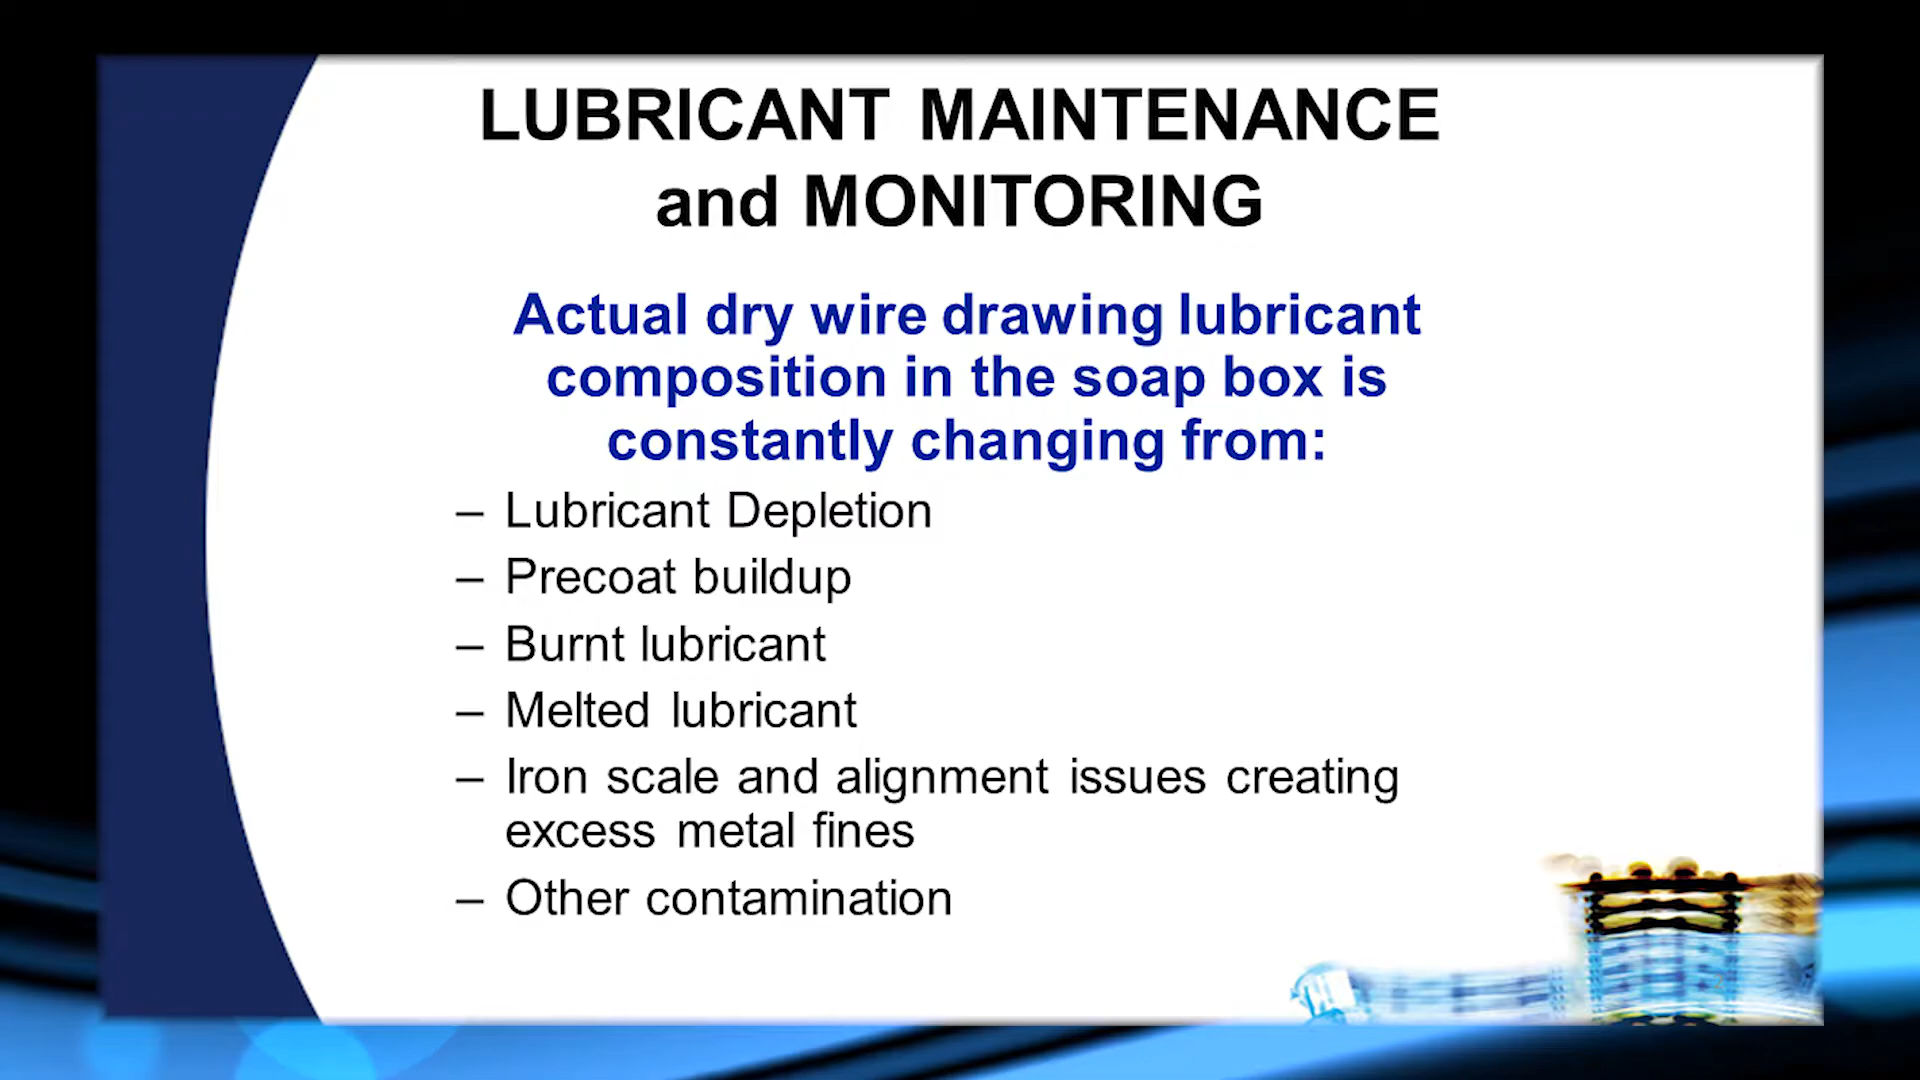 LUBRICANT MAINTENANCE
and MONITORING
Actual dry wire drawing lubricant
composition in the soap box is
constantly changing from:
– Lubricant Depletion
– Precoat buildup
– Burnt lubricant
– Melted lubricant
– Iron scale and alignment issues creating
excess metal fines
– Other contamination